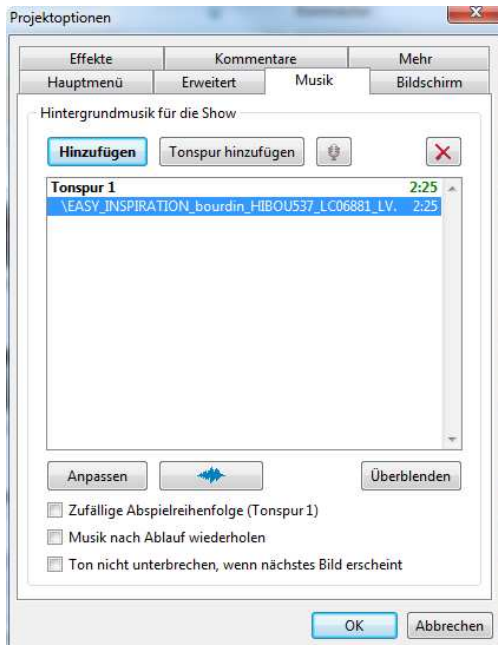 Projektoptionen
Effekte Kommentare Mehr
Hauptmenü Erweitert Musik Bildschirm
Hintergrundmusik für die Show
Hinzufügen Tonspur hinzufügen
Tonspur 1 2:25
\EASY_INSPIRATION_bourdin_HIBOU537_LC06881_LV. 2:25
Anpassen Überblenden
Zufällige Abspielreihenfolge (Tonspur 1)
Musik nach Ablauf wiederholen
Ton nicht unterbrechen, wenn nächstes Bild erscheint
OK Abbrechen